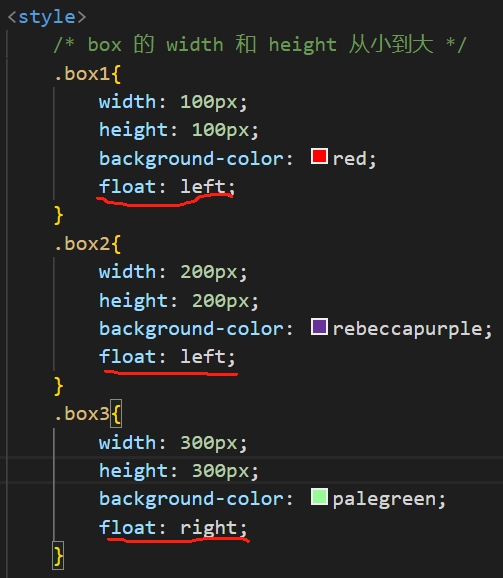 <style>
/* box 的 width 和 height 从小到大 */
.box1{
width: 100px;
height: 100px;
background-color: red;
float: left;
}
.box2{
width: 200px;
height: 200px;
background-color: rebeccapurple;
float: left;
}
.box3{
width: 300px;
height: 300px;
background-color: palegreen;
float: right;
}